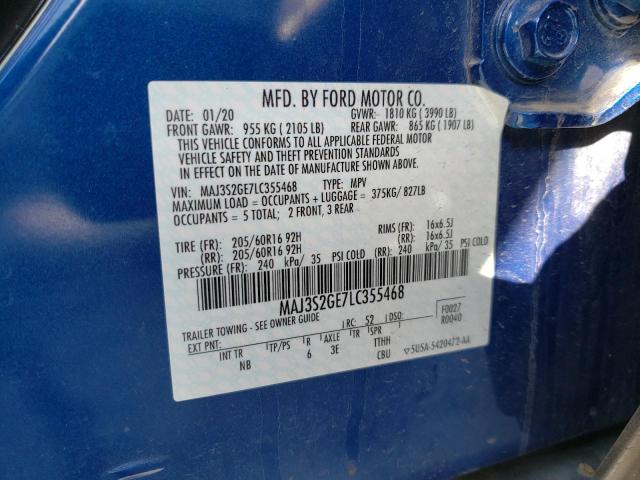 MFD. BY FORD MOTOR CO.
DATE: 01/20 GVWR: 1810 KG ( 3990 LB)
FRONT GAWR: 955 KG ( 2105 LB) REAR GAWR: 865 KG ( 1907 LB)
THIS VEHICLE CONFORMS TO ALL APPLICABLE FEDERAL MOTOR
VEHICLE SAFETY AND THEFT PREVENTION STANDARDS
IN EFFECT ON THE DATE OF MANUFACTURE SHOWN ABOVE.
VIN: MAJ3S2GE7LC355468 TYPE: MPV
MAXIMUM LOAD = OCCUPANTS + LUGGAGE = 375KG/ 827LB
OCCUPANTS = 5 TOTAL; 2 FRONT, 3 REAR
TIRE (FR): 205/60R16 92H RIMS (FR): 16x6.5J
(RR): 205/60R16 92H (RR): 16x6.5J
PRESSURE (FR): 240 kPa/ 35 PSI COLD (RR): 240 kPa/ 35 PSI COLD
MAJ3S2GE7LC355468
TRAILER TOWING - SEE OWNER GUIDE
F0027
R0040
EXT PNT: RC: 52 DSO:
INT TR TP/PS R AXLE TR SPR
NB 6 3E TTHH
CBU 5U5A-5420472-AA